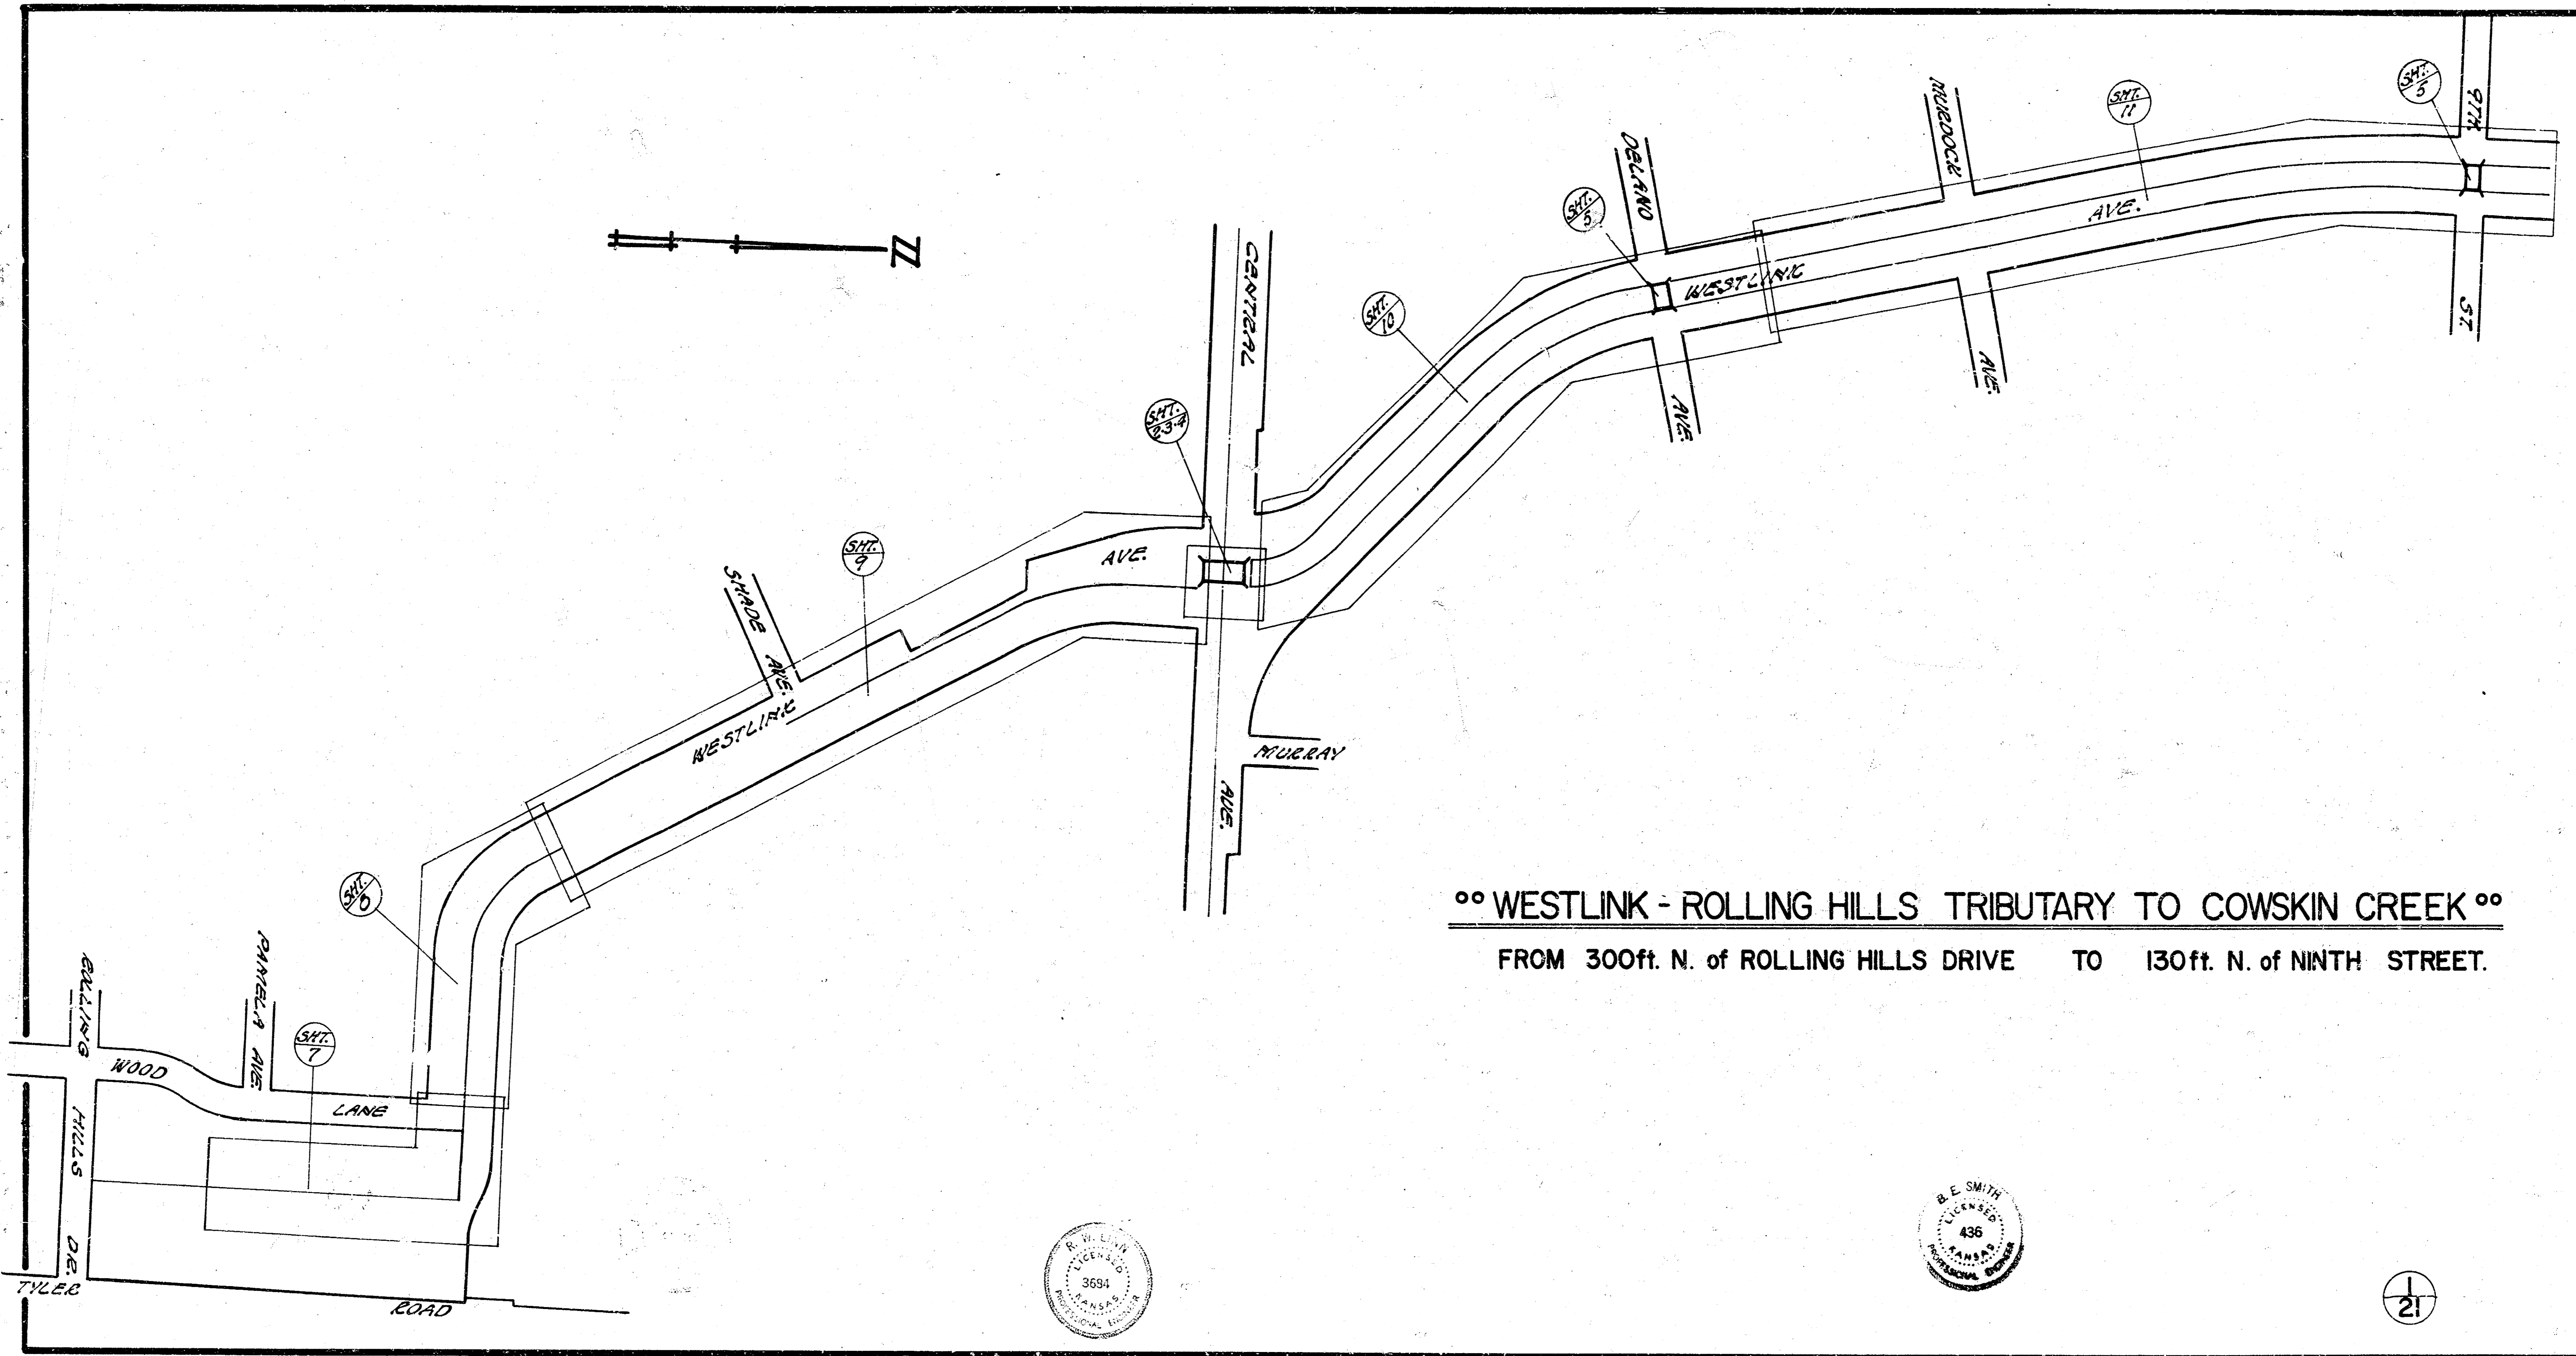 9TH.
ST.
SHT.
5
SHT.
11
MURDOCK
AVE.
DELANO
AVE.
SHT.
5
WESTLINK
AVE.
SHT.
10
N
CENTRAL
AVE.
SHT.
2-3-4
MURRAY
SHT.
9
AVE.
SHADE AVE.
WESTLINK
SHT.
PAMELA AVE.
SHT.
7
ROLLING
HILLS
DR.
WOOD
LANE
TYLER
ROAD
°° WESTLINK - ROLLING HILLS TRIBUTARY TO COWSKIN CREEK °°
FROM 300ft. N. of ROLLING HILLS DRIVE TO 130ft. N. of NINTH STREET.
R. W. LINN
LICENSED
3684
KANSAS
PROFESSIONAL ENGINEER
B. E. SMITH
LICENSED
436
KANSAS
PROFESSIONAL ENGINEER
1
21